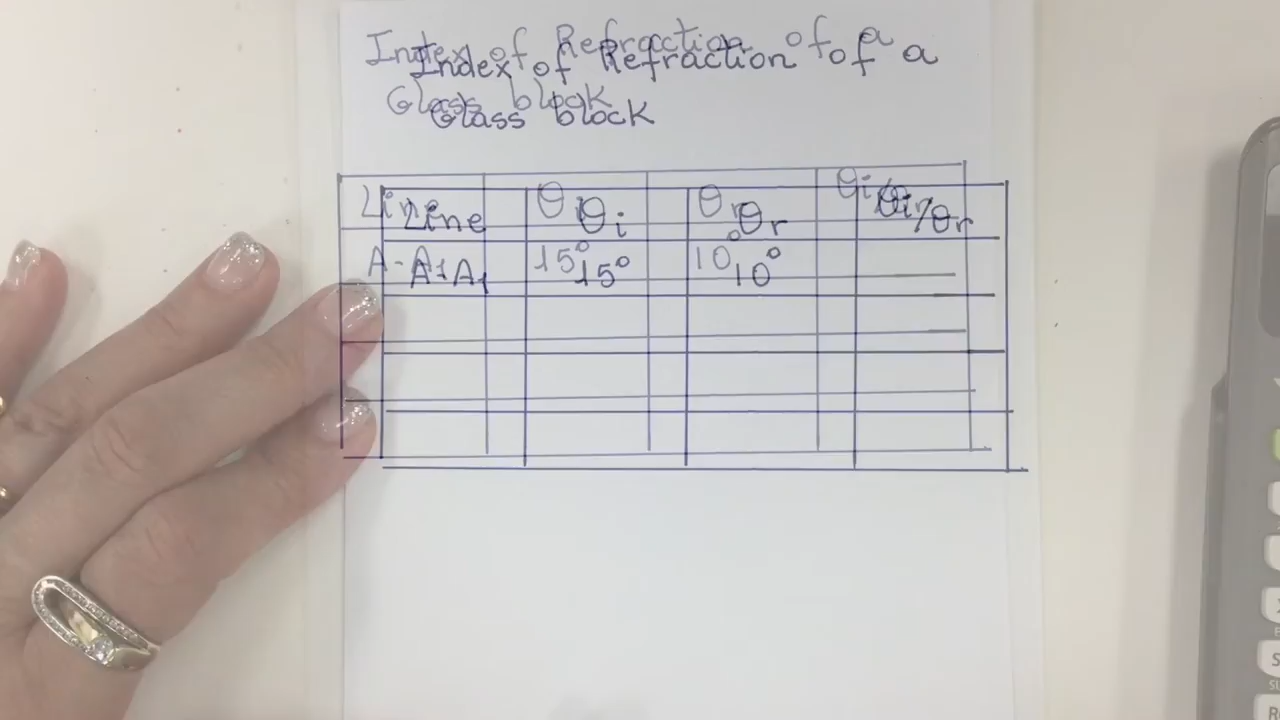 Index of Refraction of a
Glass block
Line θi θr θi/θr
A-A1 15° 10°